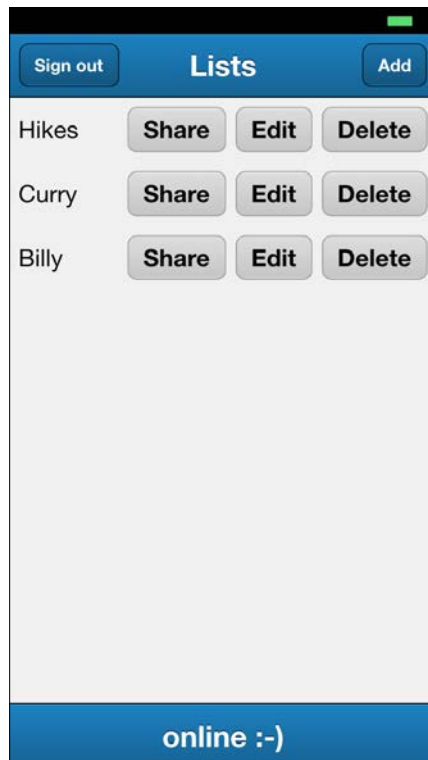 Sign out Lists Add
Hikes Share Edit Delete
Curry Share Edit Delete
Billy Share Edit Delete
online :-)